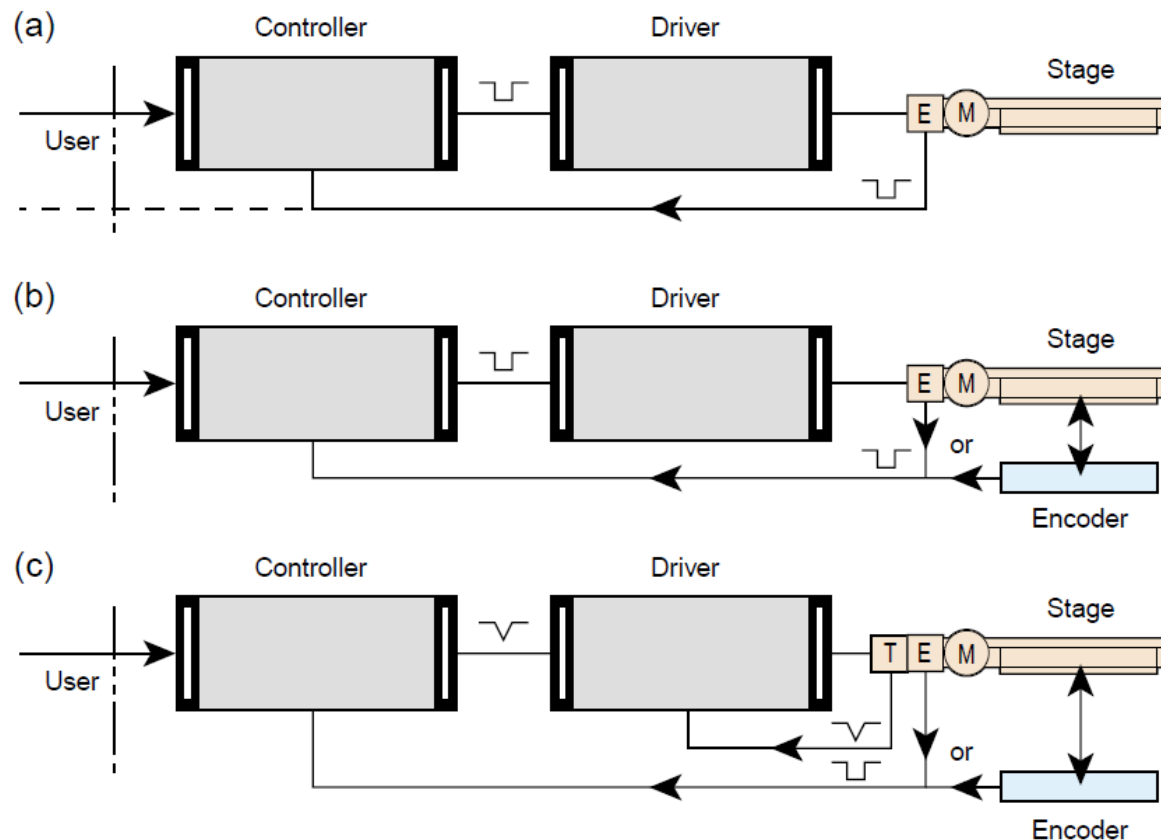 (a)
Controller
Driver
Stage
User
E
M
(b)
Controller
Driver
Stage
User
E
M
or
Encoder
(c)
Controller
Driver
Stage
User
T
E
M
or
Encoder